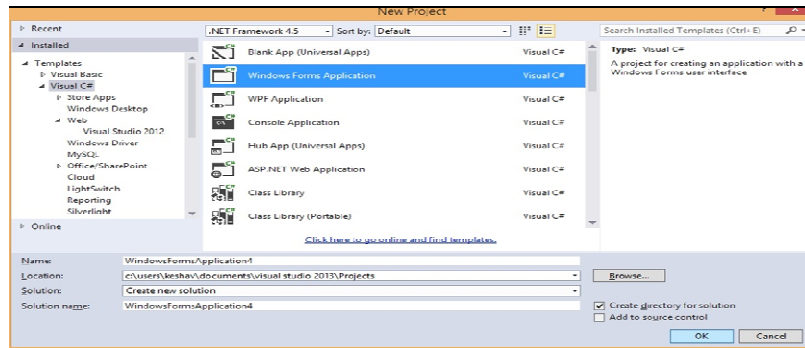 New Project
Recent
.NET Framework 4.5 Sort by: Default
Search Installed Templates (Ctrl+E)
Installed
Templates
Visual Basic
Visual C#
Store Apps
Windows Desktop
Web
Visual Studio 2012
Windows Driver
MySQL
Office/SharePoint
Cloud
LightSwitch
Reporting
Silverlight
Online
Blank App (Universal Apps) Visual C#
Windows Forms Application Visual C#
WPF Application Visual C#
Console Application Visual C#
Hub App (Universal Apps) Visual C#
ASP.NET Web Application Visual C#
Class Library Visual C#
Class Library (Portable) Visual C#
Click here to go online and find templates.
Type: Visual C#
A project for creating an application with a
Windows Forms user interface
Name: WindowsFormsApplication4
Location: c:\users\keshav\documents\visual studio 2013\Projects
Browse...
Solution: Create new solution
Solution name: WindowsFormsApplication4
Create directory for solution
Add to source control
OK Cancel